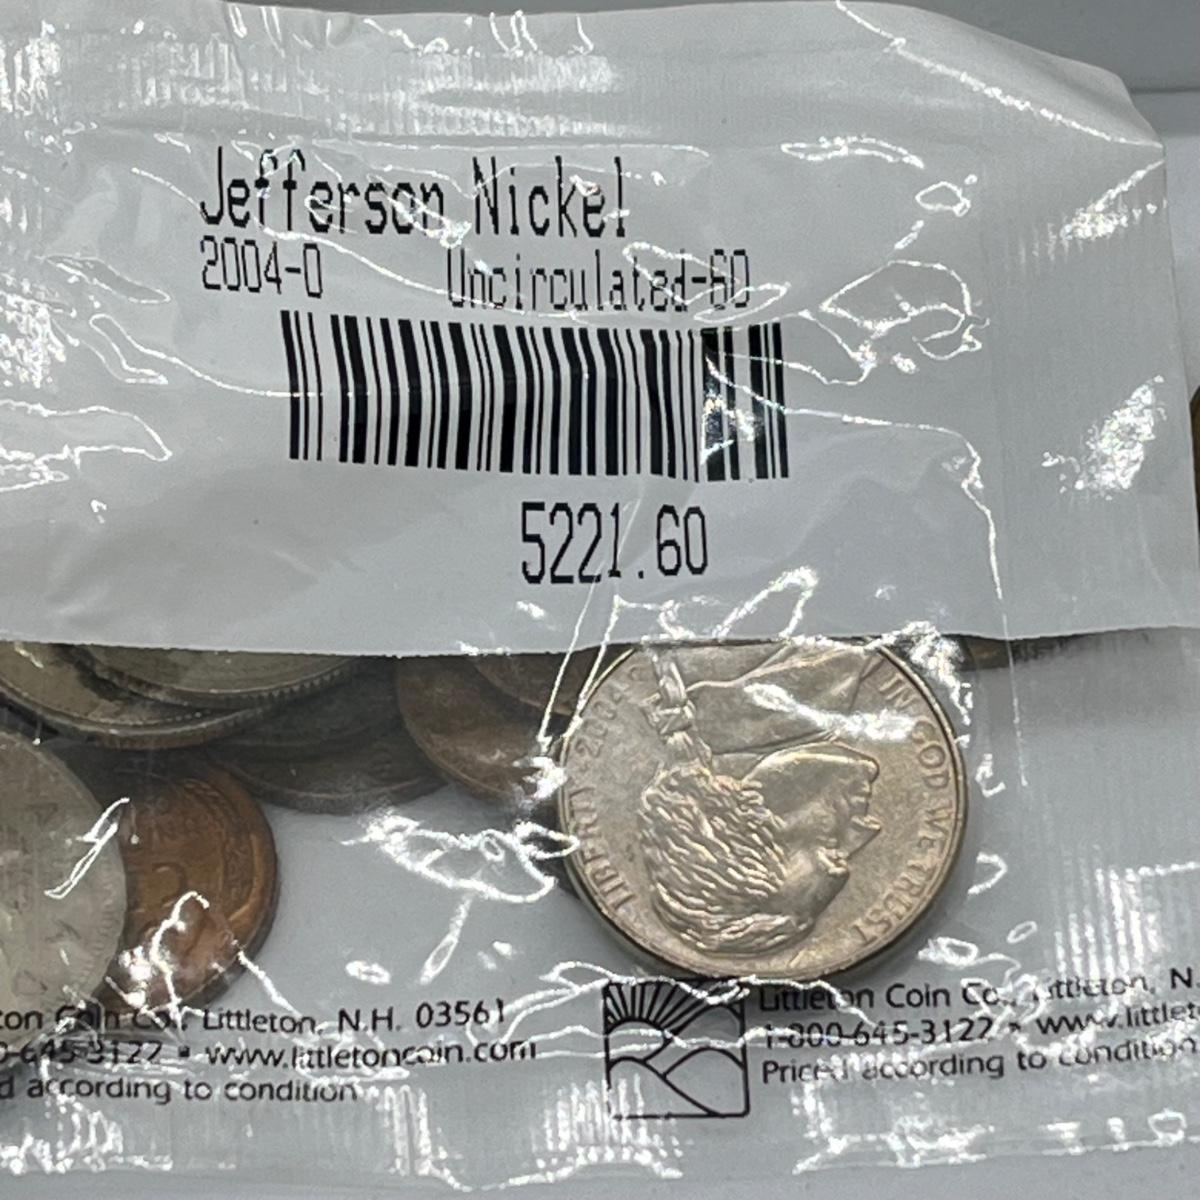 Jefferson Nickel
2004-0 Uncirculated-60
5221.60
LIBERTY 2004
IN GOD WE TRUST
ton Coin Co., Littleton, N.H. 03561
0-645-3122 • www.littletoncoin.com
d according to condition
Littleton Coin Co., Littleton, N
1-800-645-3122 • www.littlet
Priced according to condition